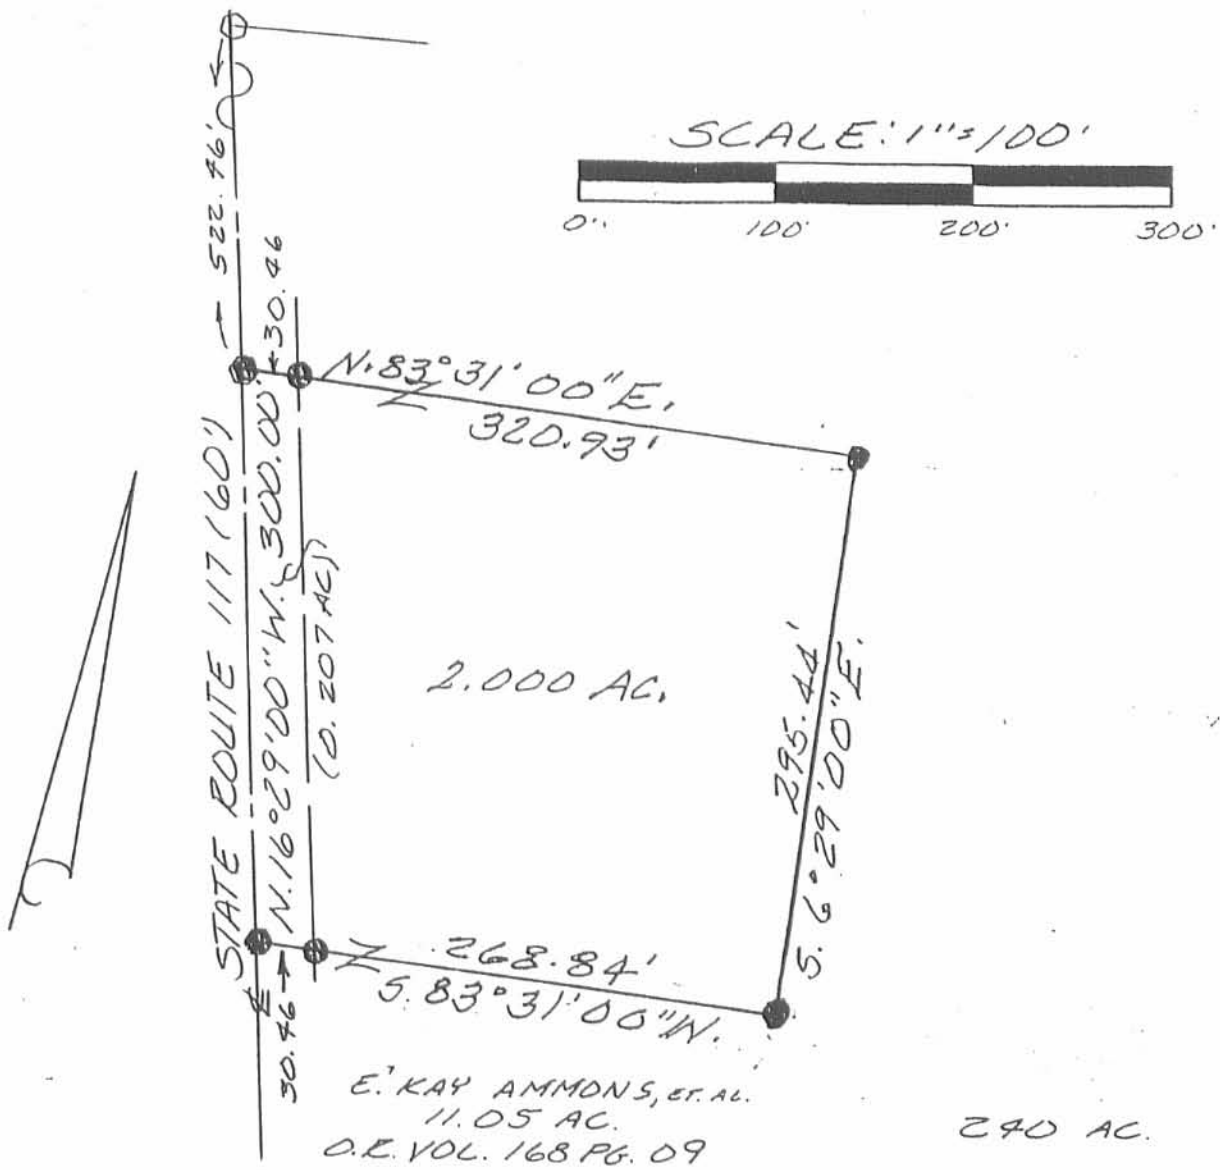 SCALE: 1"=100'
0" 100' 200' 300'
522.46'
30.46
N. 83° 31' 00" E.
320.93'
STATE ROUTE 117 (60')
N. 16° 29' 00" W. 300.00'
(0.207 AC)
2.000 AC.
295.44'
S. 6° 29' 00" E.
268.84'
S. 83° 31' 00" W.
30.46
E. KAY AMMONS, ET. AL.
11.05 AC.
O.R. VOL. 168 PG. 09
240 AC.